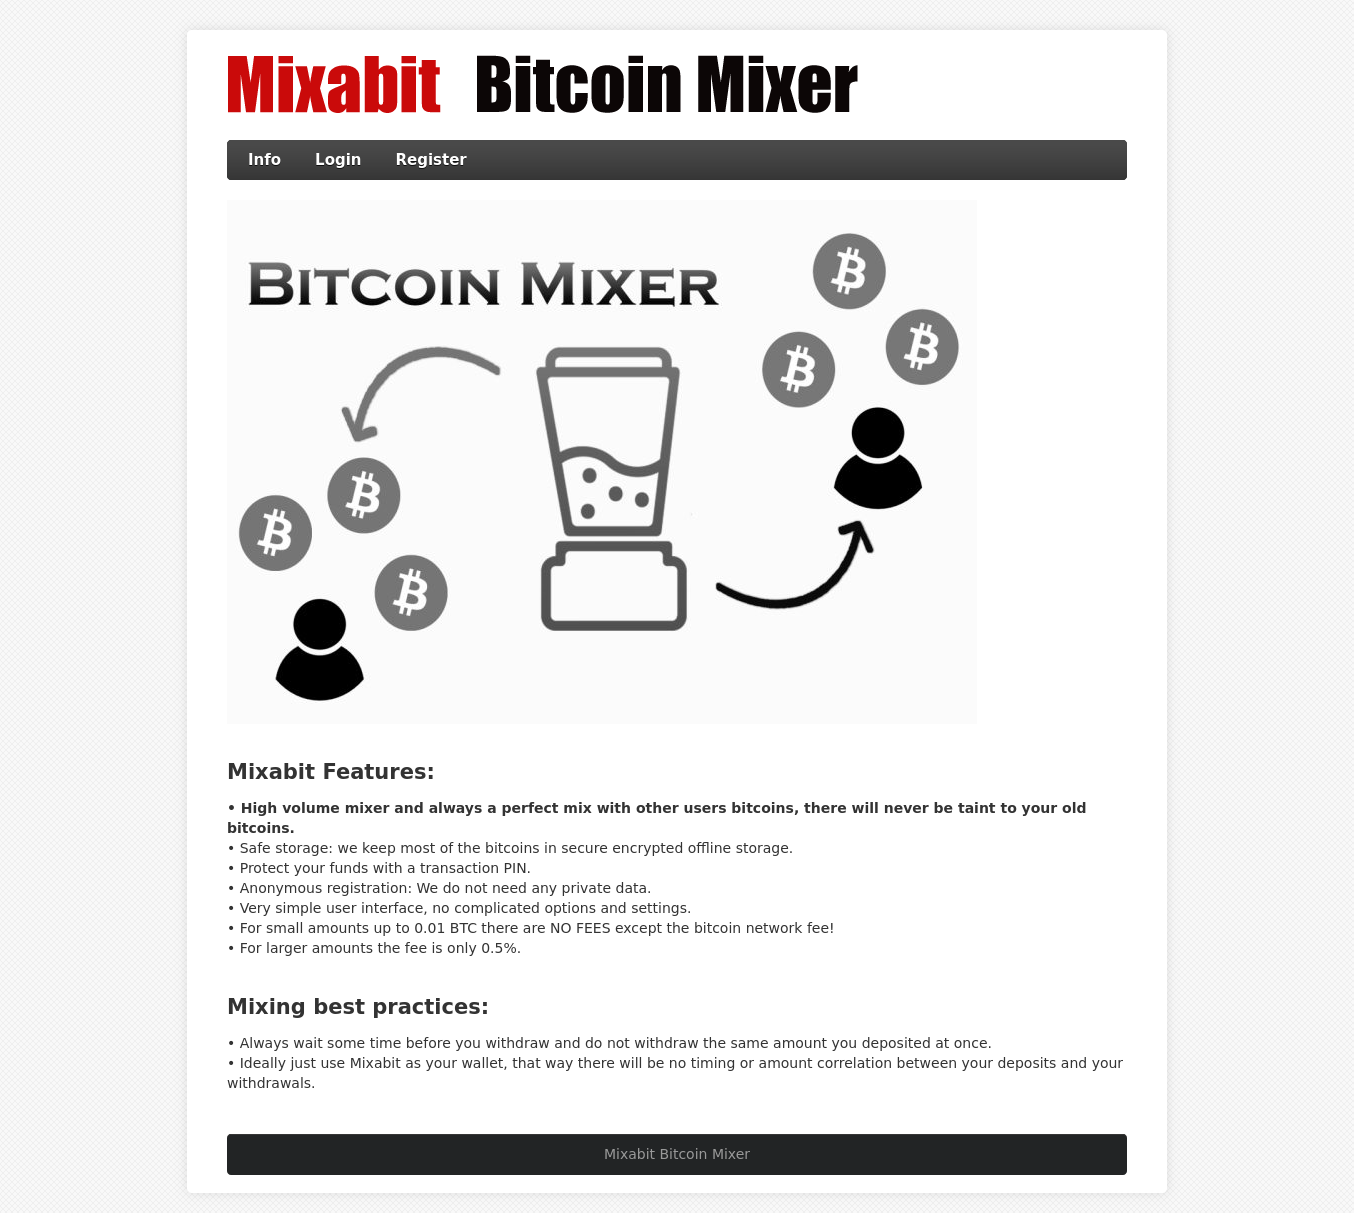 Mixabit Bitcoin Mixer
Info Login Register
Bitcoin Mixer
Mixabit Features:
• High volume mixer and always a perfect mix with other users bitcoins, there will never be taint to your old
bitcoins.
• Safe storage: we keep most of the bitcoins in secure encrypted offline storage.
• Protect your funds with a transaction PIN.
• Anonymous registration: We do not need any private data.
• Very simple user interface, no complicated options and settings.
• For small amounts up to 0.01 BTC there are NO FEES except the bitcoin network fee!
• For larger amounts the fee is only 0.5%.
Mixing best practices:
• Always wait some time before you withdraw and do not withdraw the same amount you deposited at once.
• Ideally just use Mixabit as your wallet, that way there will be no timing or amount correlation between your deposits and your
withdrawals.
Mixabit Bitcoin Mixer